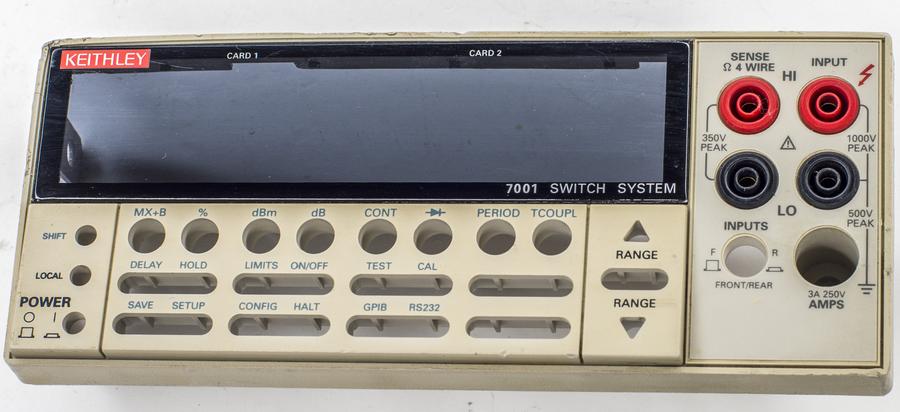 KEITHLEY
CARD 1 CARD 2
7001 SWITCH SYSTEM
SENSE
Ω 4 WIRE
HI
INPUT
350V
PEAK
1000V
PEAK
LO
INPUTS
F R
FRONT/REAR
500V
PEAK
3A 250V
AMPS
MX+B % dBm dB CONT PERIOD TCOUPL
SHIFT
DELAY HOLD LIMITS ON/OFF TEST CAL
LOCAL
SAVE SETUP CONFIG HALT GPIB RS232
POWER
O I
RANGE
RANGE